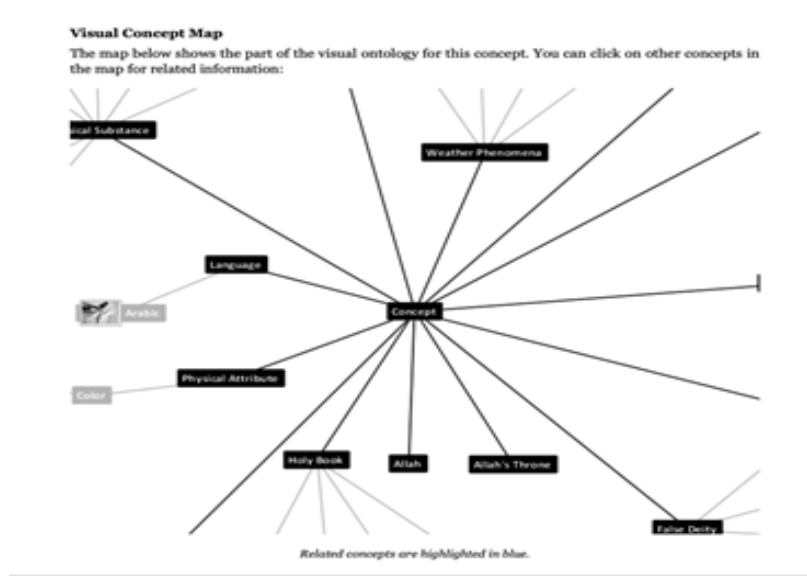 Visual Concept Map
The map below shows the part of the visual ontology for this concept. You can click on other concepts in
the map for related information:
ical Substance
Weather Phenomena
Language
Arabic
Concept
Physical Attribute
Color
Holy Book
Allah
Allah's Throne
False Deity
Related concepts are highlighted in blue.